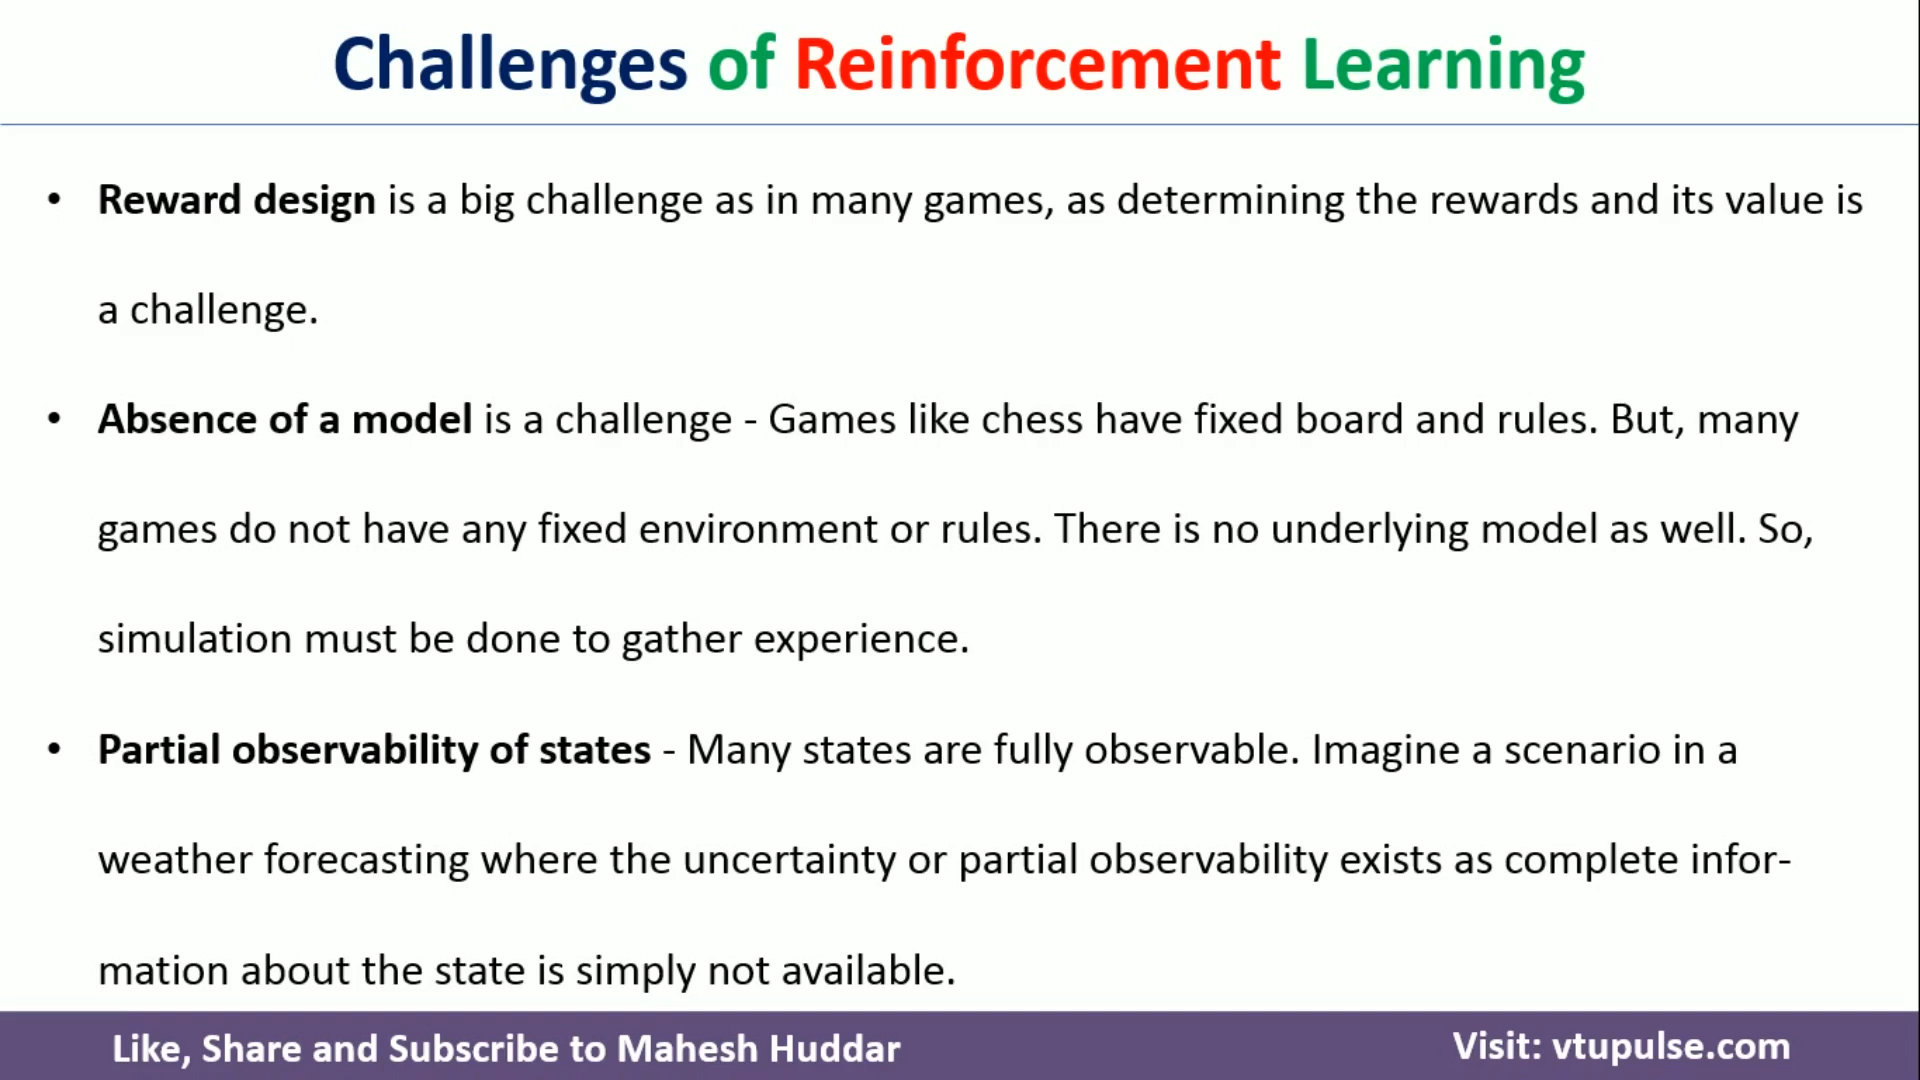 Challenges of Reinforcement Learning
• Reward design is a big challenge as in many games, as determining the rewards and its value is
a challenge.
• Absence of a model is a challenge - Games like chess have fixed board and rules. But, many
games do not have any fixed environment or rules. There is no underlying model as well. So,
simulation must be done to gather experience.
• Partial observability of states - Many states are fully observable. Imagine a scenario in a
weather forecasting where the uncertainty or partial observability exists as complete infor-
mation about the state is simply not available.
Like, Share and Subscribe to Mahesh Huddar
Visit: vtupulse.com